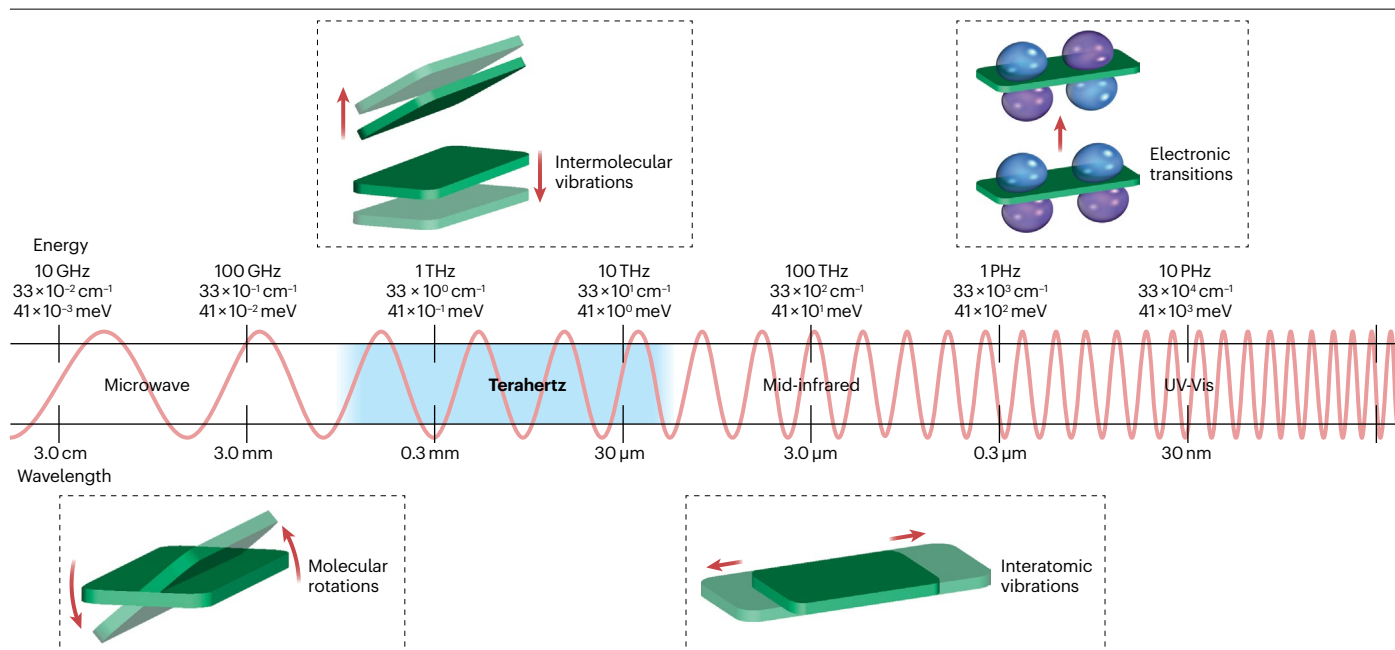 Intermolecular
vibrations
Electronic
transitions
Energy
10 GHz
33 × 10⁻² cm⁻¹
41 × 10⁻³ meV
100 GHz
33 × 10⁻¹ cm⁻¹
41 × 10⁻² meV
1 THz
33 × 10⁰ cm⁻¹
41 × 10⁻¹ meV
10 THz
33 × 10¹ cm⁻¹
41 × 10⁰ meV
100 THz
33 × 10² cm⁻¹
41 × 10¹ meV
1 PHz
33 × 10³ cm⁻¹
41 × 10² meV
10 PHz
33 × 10⁴ cm⁻¹
41 × 10³ meV
Microwave
Terahertz
Mid-infrared
UV-Vis
3.0 cm
3.0 mm
0.3 mm
30 µm
3.0 µm
0.3 µm
30 nm
Wavelength
Molecular
rotations
Interatomic
vibrations